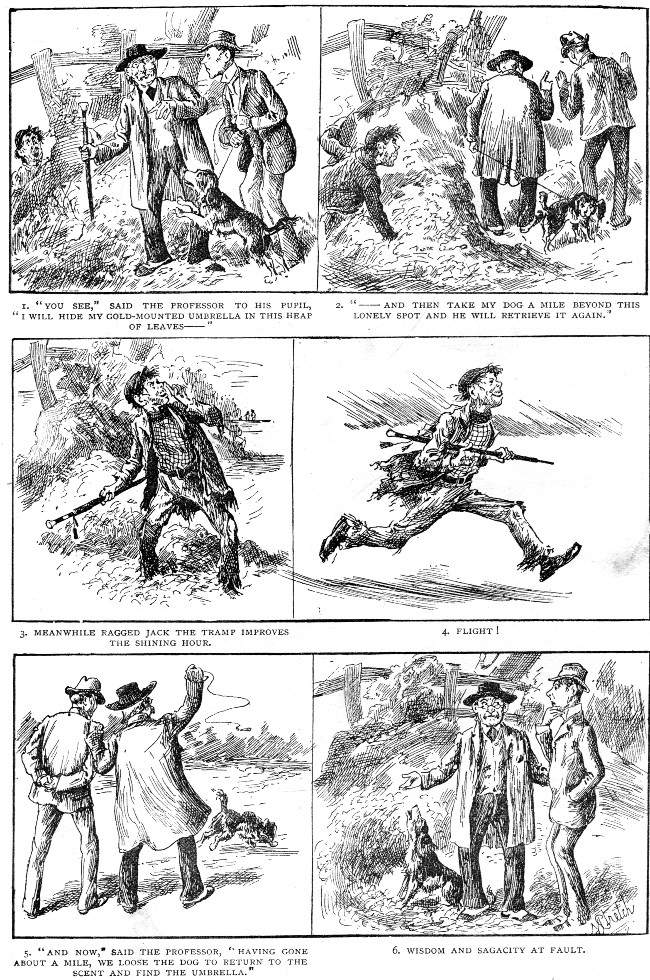 1. "YOU SEE," SAID THE PROFESSOR TO HIS PUPIL,
"I WILL HIDE MY GOLD-MOUNTED UMBRELLA IN THIS HEAP
OF LEAVES——"
2. "—— AND THEN TAKE MY DOG A MILE BEYOND THIS
LONELY SPOT AND HE WILL RETRIEVE IT AGAIN."
3. MEANWHILE RAGGED JACK THE TRAMP IMPROVES
THE SHINING HOUR.
4. FLIGHT!
5. "AND NOW," SAID THE PROFESSOR, "HAVING GONE
ABOUT A MILE, WE LOOSE THE DOG TO RETURN TO THE
SCENT AND FIND THE UMBRELLA."
6. WISDOM AND SAGACITY AT FAULT.